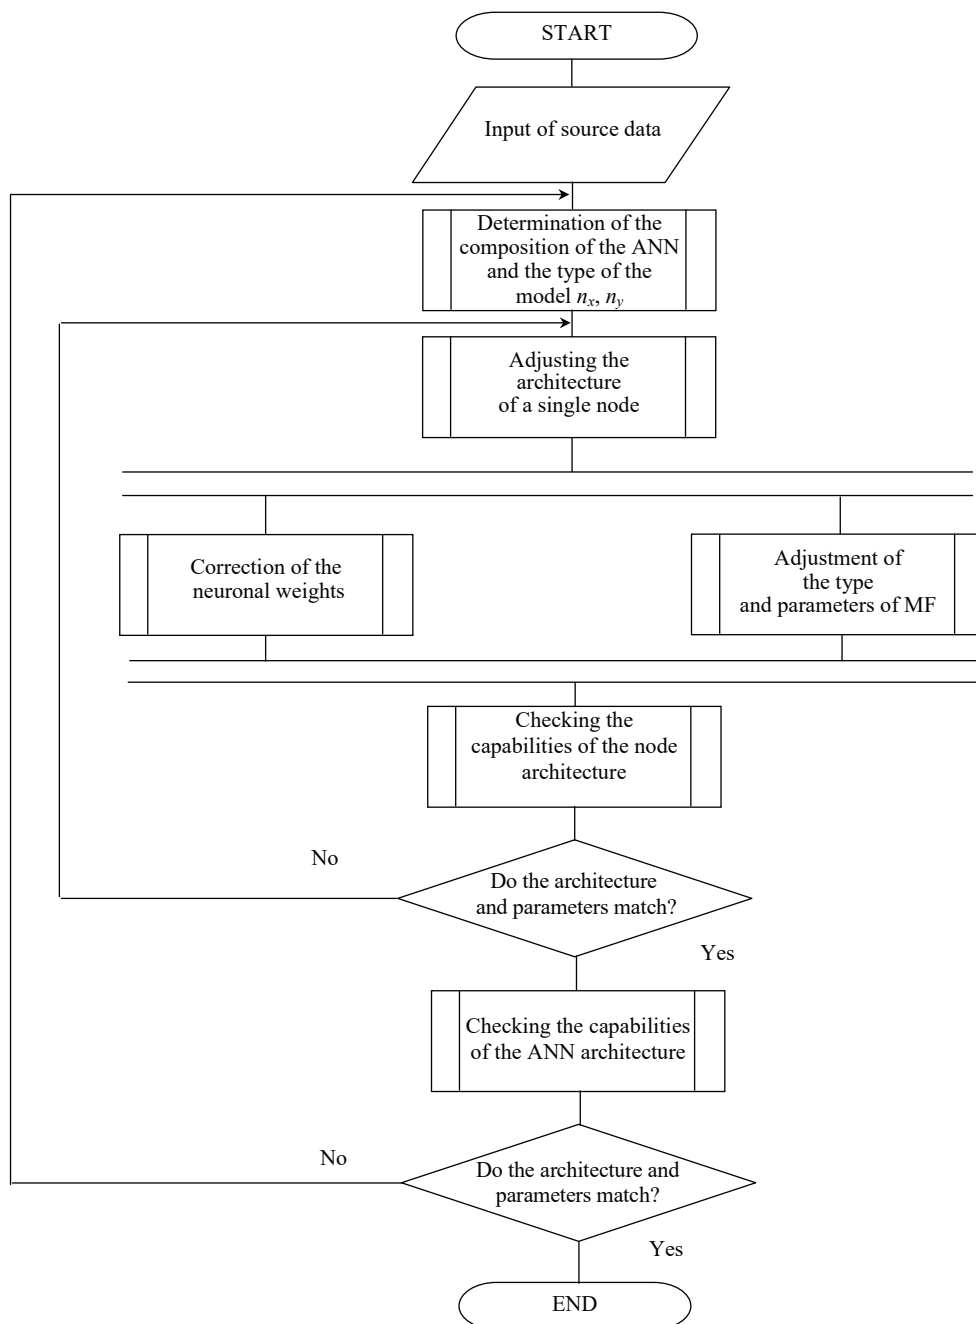 START
Input of source data
Determination of the
composition of the ANN
and the type of the
model nx, ny
Adjusting the
architecture
of a single node
Correction of the
neuronal weights
Adjustment of
the type
and parameters of MF
Checking the
capabilities of the node
architecture
No
Do the architecture
and parameters match?
Yes
Checking the capabilities
of the ANN architecture
No
Do the architecture and
parameters match?
Yes
END